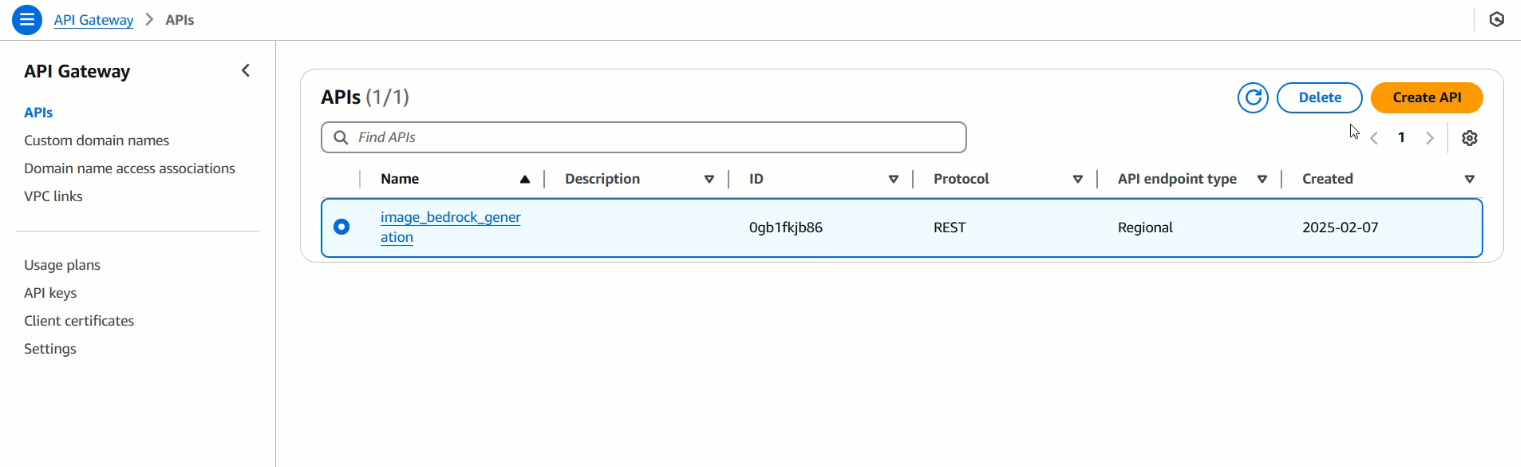 API Gateway > APIs
API Gateway
APIs
Custom domain names
Domain name access associations
VPC links
Usage plans
API keys
Client certificates
Settings
APIs (1/1)
Delete
Create API
Find APIs
1
Name
Description
ID
Protocol
API endpoint type
Created
image_bedrock_gener
ation
0gb1fkjb86
REST
Regional
2025-02-07